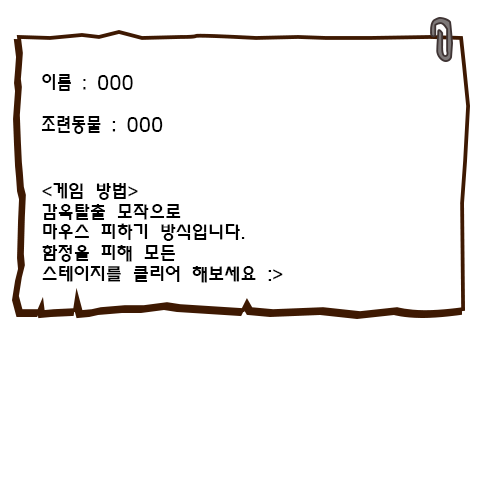 이름 : OOO
조련동물 : OOO
<게임 방법>
감옥탈출 모작으로
마우스 피하기 방식입니다.
함정을 피해 모든
스테이지를 클리어 해보세요 :>